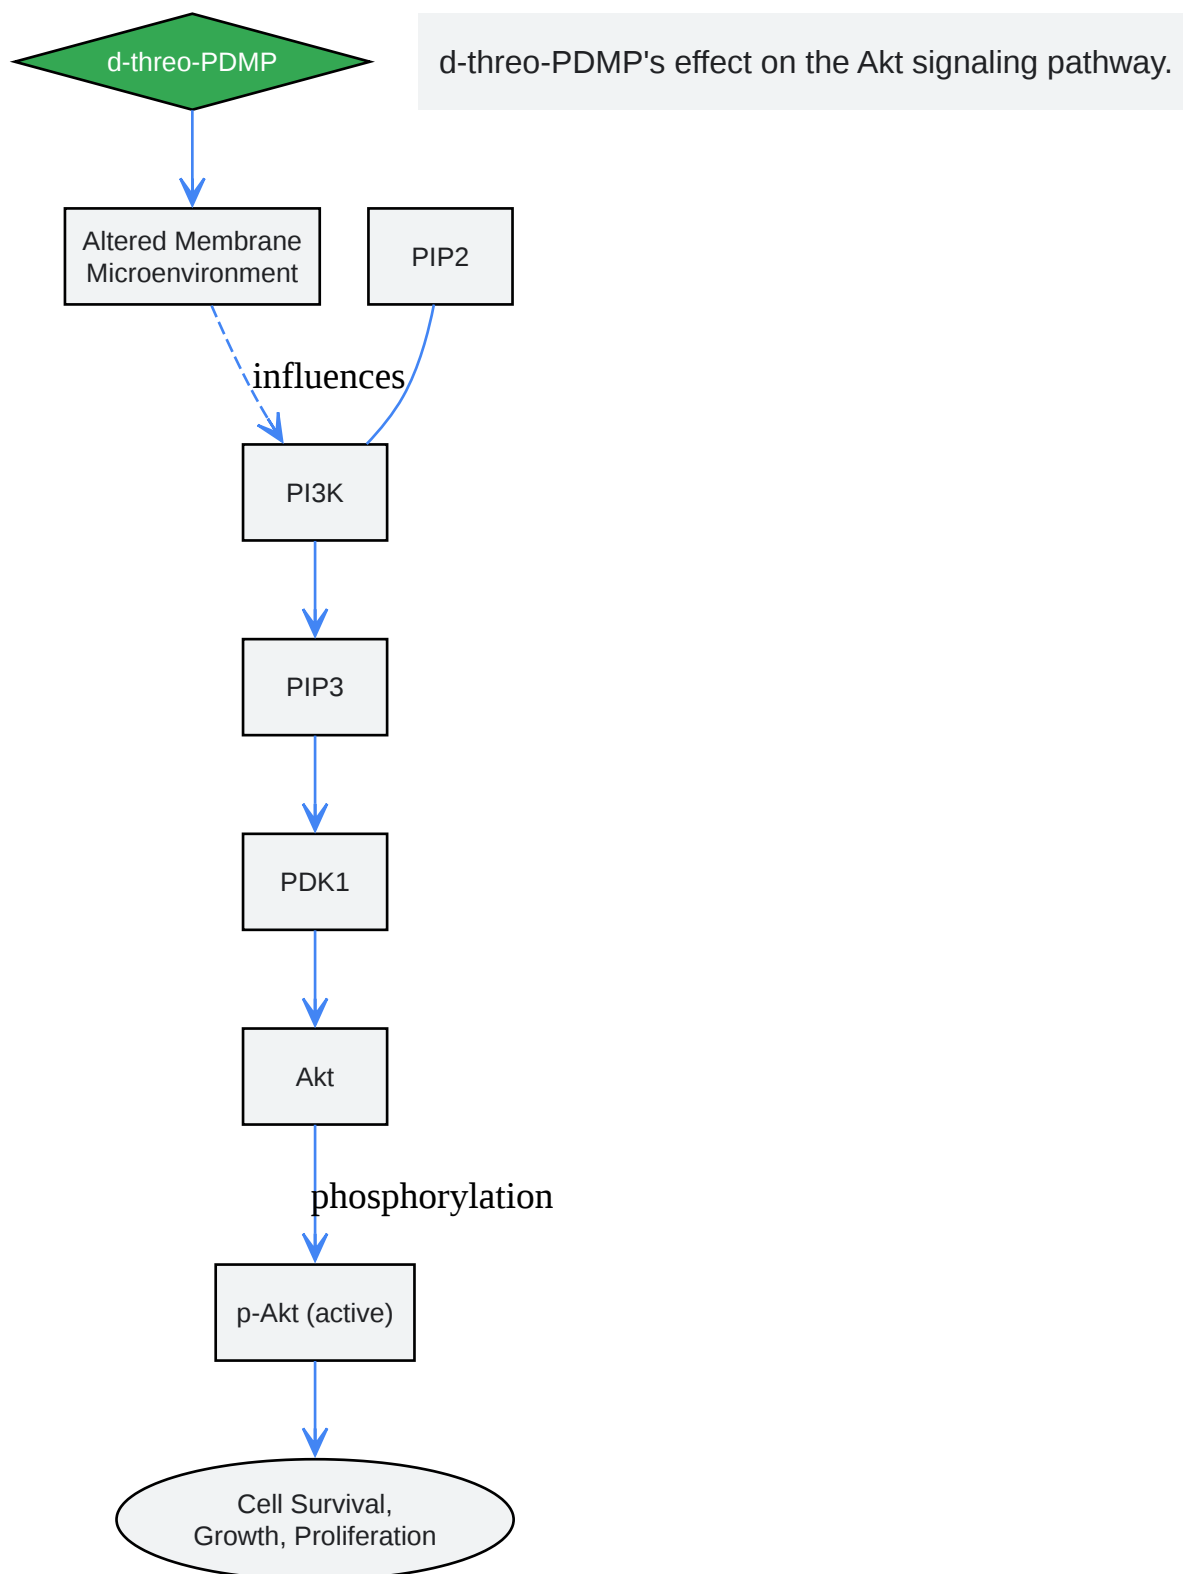 d-threo-PDMP
d-threo-PDMP's effect on the Akt signaling pathway.
Altered Membrane
Microenvironment
PIP2
influences
PI3K
PIP3
PDK1
Akt
phosphorylation
p-Akt (active)
Cell Survival,
Growth, Proliferation